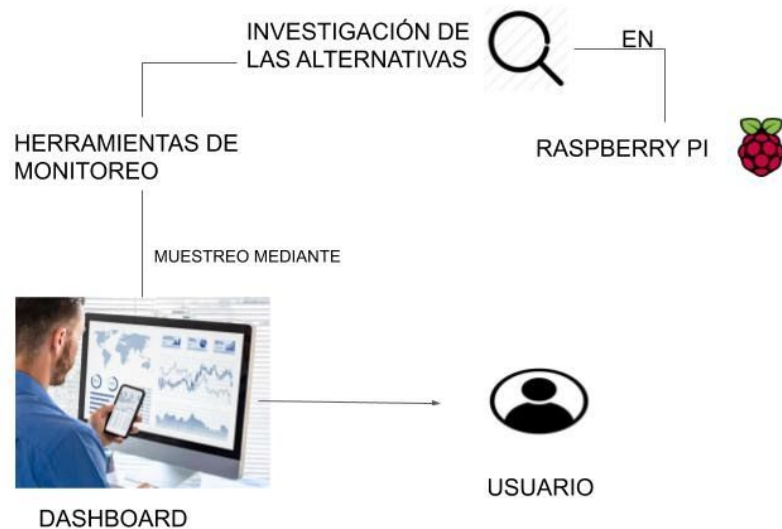 INVESTIGACIÓN DE
LAS ALTERNATIVAS
EN
HERRAMIENTAS DE
MONITOREO
RASPBERRY PI
MUESTREO MEDIANTE
USUARIO
DASHBOARD